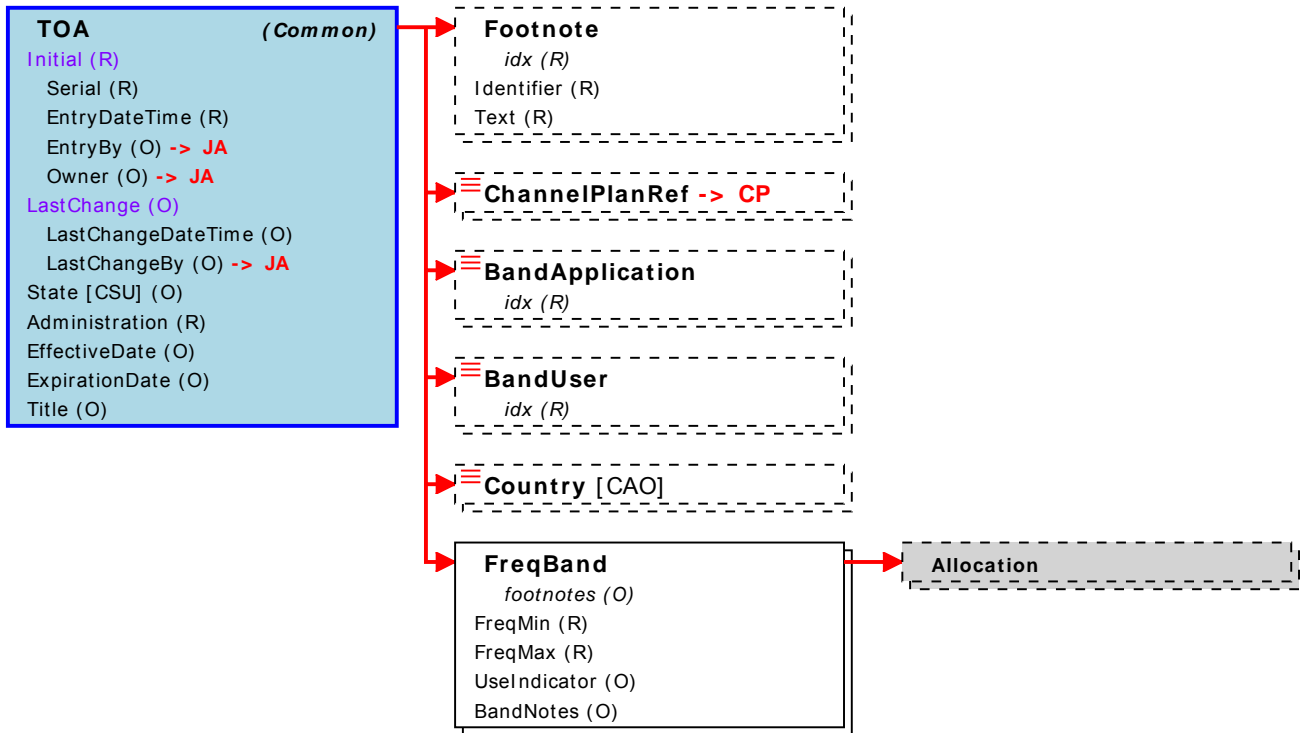 TOA (Common)
Initial (R)
Serial (R)
EntryDateTime (R)
EntryBy (O) -> JA
Owner (O) -> JA
LastChange (O)
LastChangeDateTime (O)
LastChangeBy (O) -> JA
State [CSU] (O)
Administration (R)
EffectiveDate (O)
ExpirationDate (O)
Title (O)
Footnote
idx (R)
Identifier (R)
Text (R)
ChannelPlanRef -> CP
BandApplication
idx (R)
BandUser
idx (R)
Country [CAO]
FreqBand
footnotes (O)
FreqMin (R)
FreqMax (R)
UseIndicator (O)
BandNotes (O)
Allocation